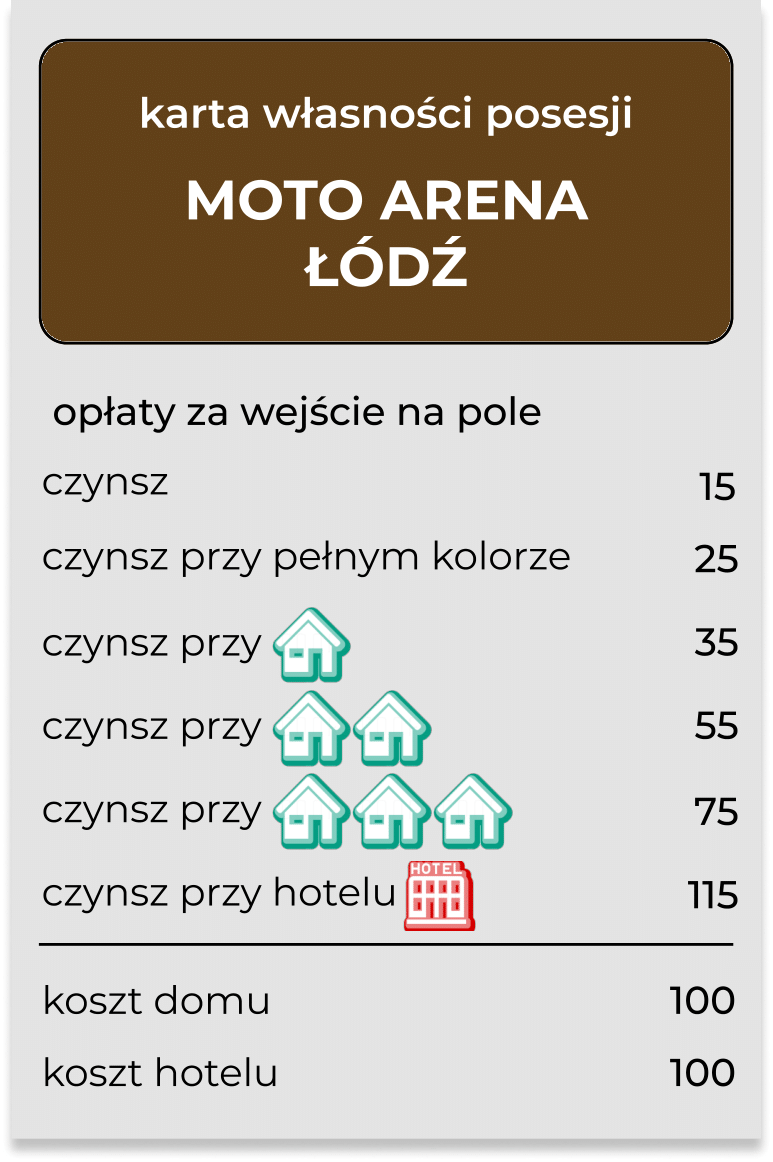 karta własności posesji
MOTO ARENA
ŁÓDŹ
opłaty za wejście na pole
czynsz 15
czynsz przy pełnym kolorze 25
czynsz przy 35
czynsz przy 55
czynsz przy 75
czynsz przy hotelu HOTEL 115
koszt domu 100
koszt hotelu 100